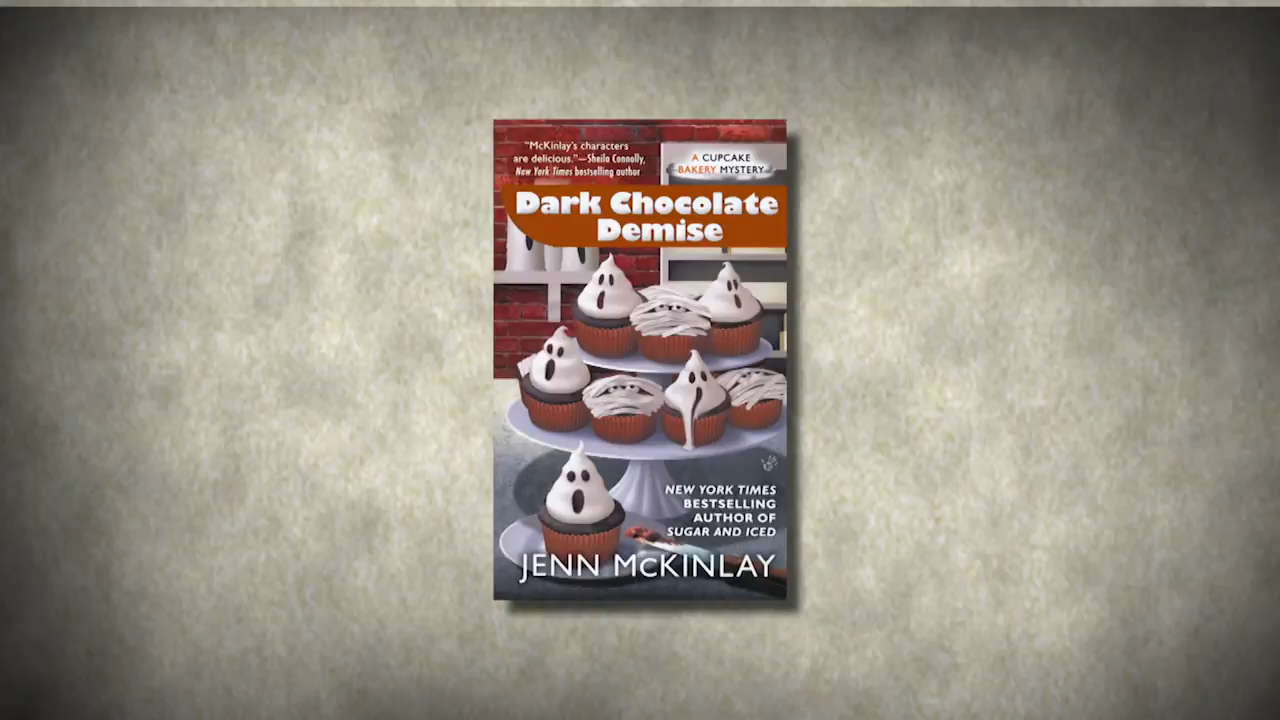 "McKinlay's characters
are delicious."—Sheila Connolly,
New York Times bestselling author
A CUPCAKE
BAKERY MYSTERY
Dark Chocolate
Demise
NEW YORK TIMES
BESTSELLING
AUTHOR OF
SUGAR AND ICED
JENN McKINLAY